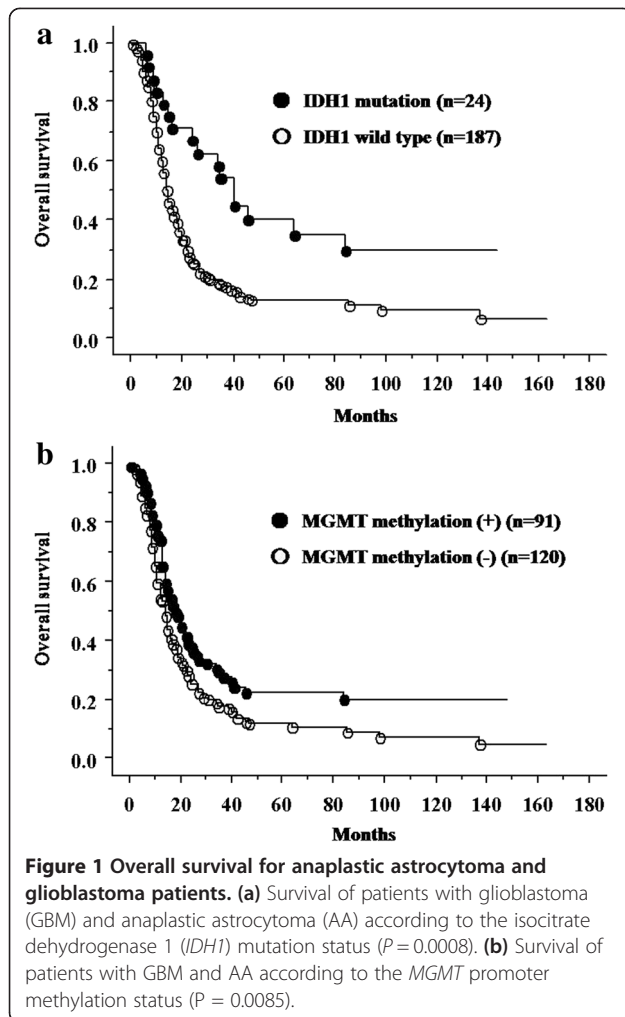 a
1.0
0.8
0.6
0.4
0.2
0.0
Overall survival
IDH1 mutation (n=24)
IDH1 wild type (n=187)
0 20 40 60 80 100 120 140 160 180
Months
b
1.0
0.8
0.6
0.4
0.2
0.0
Overall survival
MGMT methylation (+) (n=91)
MGMT methylation (-) (n=120)
0 20 40 60 80 100 120 140 160 180
Months
Figure 1 Overall survival for anaplastic astrocytoma and
glioblastoma patients. (a) Survival of patients with glioblastoma
(GBM) and anaplastic astrocytoma (AA) according to the isocitrate
dehydrogenase 1 (IDH1) mutation status (P = 0.0008). (b) Survival of
patients with GBM and AA according to the MGMT promoter
methylation status (P = 0.0085).